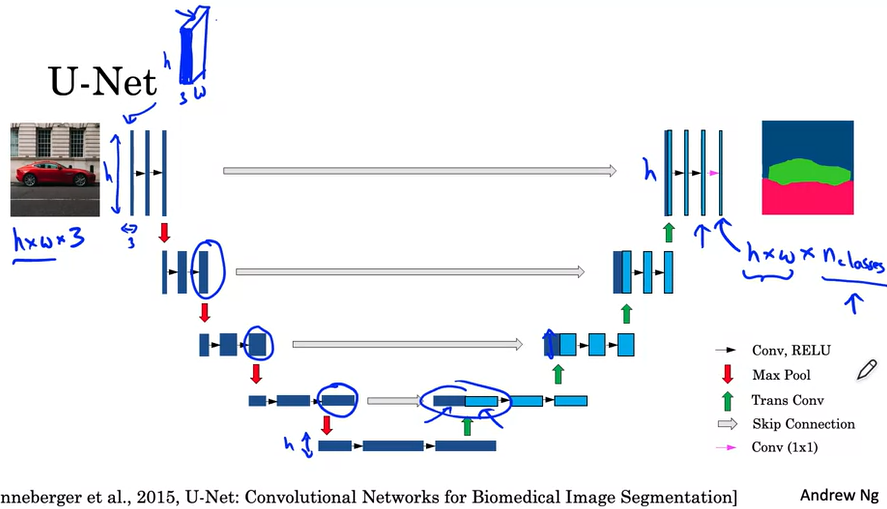 U-Net
h
3 w
h
3
h×w×3
h
h
h×w × nclasses
Conv, RELU
Max Pool
Trans Conv
Skip Connection
Conv (1x1)
nneberger et al., 2015, U-Net: Convolutional Networks for Biomedical Image Segmentation]
Andrew Ng